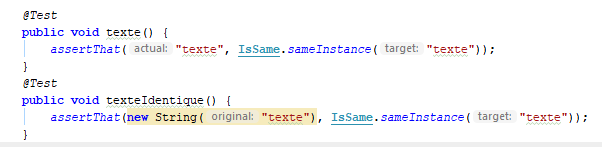 @Test
public void texte() {
assertThat( actual: "texte", IsSame.sameInstance( target: "texte"));
}
@Test
public void texteIdentique() {
assertThat(new String( original: "texte"), IsSame.sameInstance( target: "texte"));
}